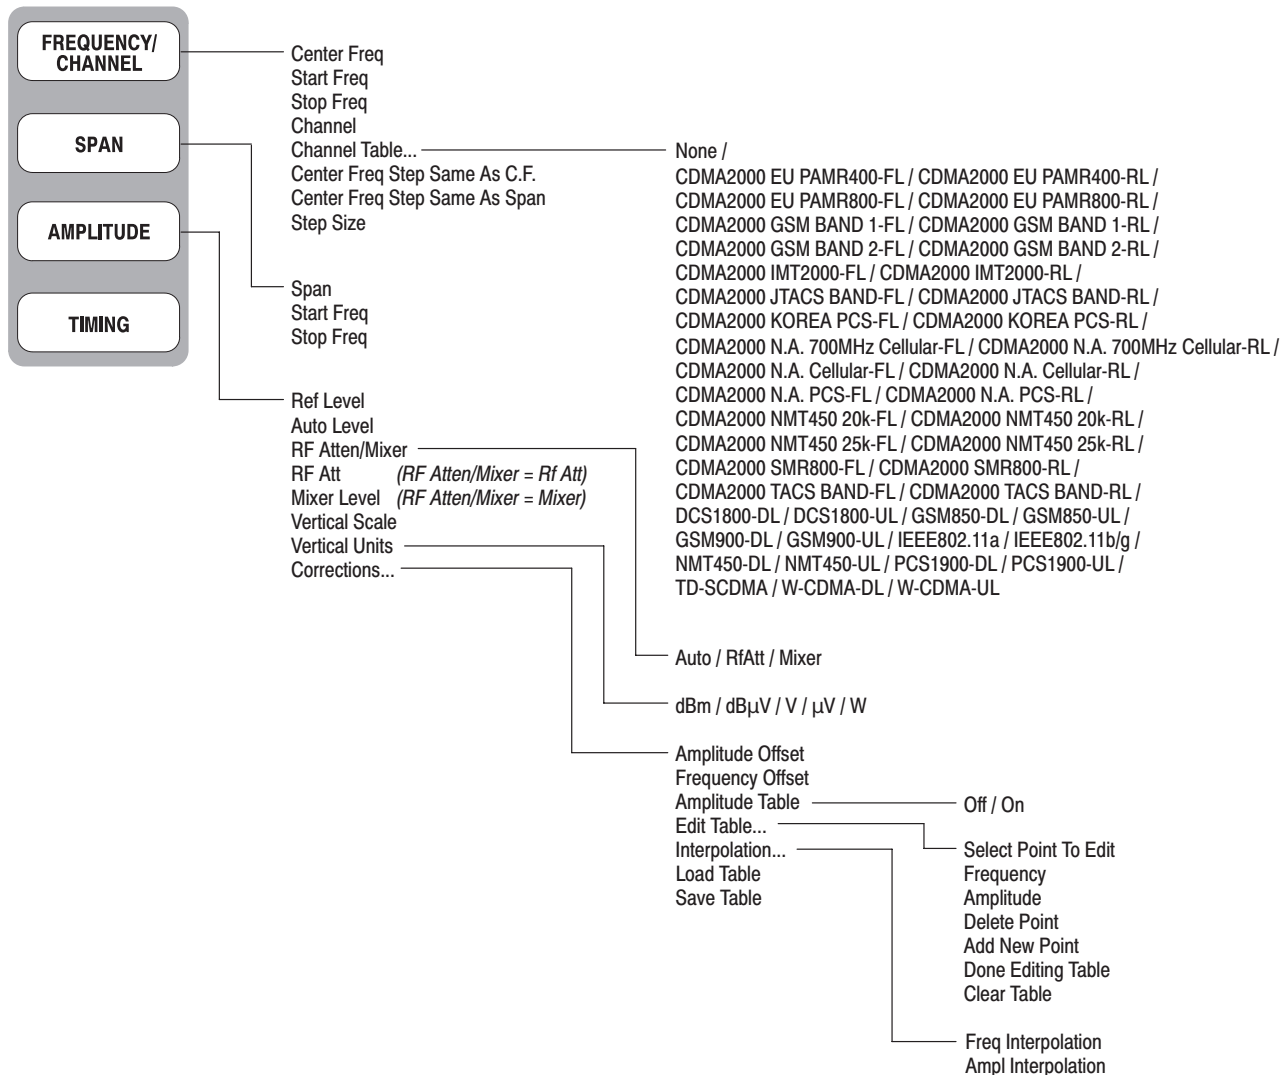 FREQUENCY/
CHANNEL
SPAN
AMPLITUDE
TIMING
Center Freq
Start Freq
Stop Freq
Channel
Channel Table...
Center Freq Step Same As C.F.
Center Freq Step Same As Span
Step Size
None /
CDMA2000 EU PAMR400-FL / CDMA2000 EU PAMR400-RL /
CDMA2000 EU PAMR800-FL / CDMA2000 EU PAMR800-RL /
CDMA2000 GSM BAND 1-FL / CDMA2000 GSM BAND 1-RL /
CDMA2000 GSM BAND 2-FL / CDMA2000 GSM BAND 2-RL /
CDMA2000 IMT2000-FL / CDMA2000 IMT2000-RL /
CDMA2000 JTACS BAND-FL / CDMA2000 JTACS BAND-RL /
CDMA2000 KOREA PCS-FL / CDMA2000 KOREA PCS-RL /
CDMA2000 N.A. 700MHz Cellular-FL / CDMA2000 N.A. 700MHz Cellular-RL /
CDMA2000 N.A. Cellular-FL / CDMA2000 N.A. Cellular-RL /
CDMA2000 N.A. PCS-FL / CDMA2000 N.A. PCS-RL /
CDMA2000 NMT450 20k-FL / CDMA2000 NMT450 20k-RL /
CDMA2000 NMT450 25k-FL / CDMA2000 NMT450 25k-RL /
CDMA2000 SMR800-FL / CDMA2000 SMR800-RL /
CDMA2000 TACS BAND-FL / CDMA2000 TACS BAND-RL /
DCS1800-DL / DCS1800-UL / GSM850-DL / GSM850-UL /
GSM900-DL / GSM900-UL / IEEE802.11a / IEEE802.11b/g /
NMT450-DL / NMT450-UL / PCS1900-DL / PCS1900-UL /
TD-SCDMA / W-CDMA-DL / W-CDMA-UL
Span
Start Freq
Stop Freq
Ref Level
Auto Level
RF Atten/Mixer
RF Att (RF Atten/Mixer = Rf Att)
Mixer Level (RF Atten/Mixer = Mixer)
Vertical Scale
Vertical Units
Corrections...
Auto / RfAtt / Mixer
dBm / dBµV / V / µV / W
Amplitude Offset
Frequency Offset
Amplitude Table
Edit Table...
Interpolation...
Load Table
Save Table
Off / On
Select Point To Edit
Frequency
Amplitude
Delete Point
Add New Point
Done Editing Table
Clear Table
Freq Interpolation
Ampl Interpolation